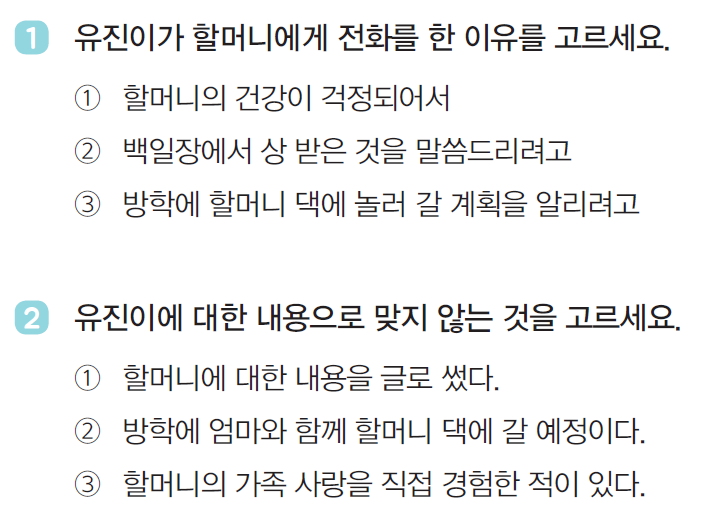 1 유진이가 할머니에게 전화를 한 이유를 고르세요.
① 할머니의 건강이 걱정되어서
② 백일장에서 상 받은 것을 말씀드리려고
③ 방학에 할머니 댁에 놀러 갈 계획을 알리려고
2 유진이에 대한 내용으로 맞지 않는 것을 고르세요.
① 할머니에 대한 내용을 글로 썼다.
② 방학에 엄마와 함께 할머니 댁에 갈 예정이다.
③ 할머니의 가족 사랑을 직접 경험한 적이 있다.